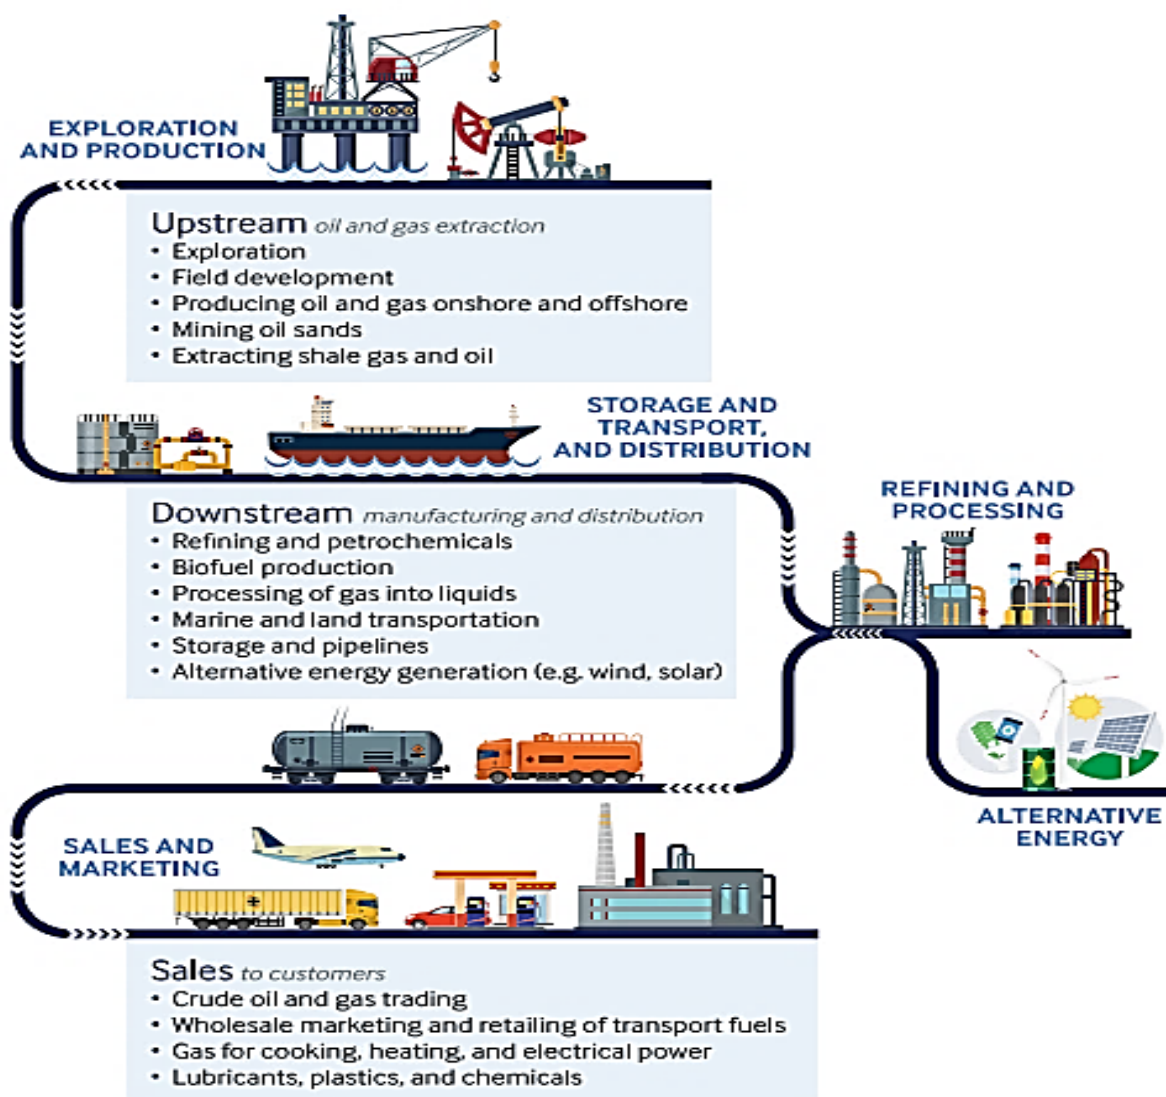 EXPLORATION
AND PRODUCTION
Upstream oil and gas extraction
• Exploration
• Field development
• Producing oil and gas onshore and offshore
• Mining oil sands
• Extracting shale gas and oil
STORAGE AND
TRANSPORT,
AND DISTRIBUTION
Downstream manufacturing and distribution
• Refining and petrochemicals
• Biofuel production
• Processing of gas into liquids
• Marine and land transportation
• Storage and pipelines
• Alternative energy generation (e.g. wind, solar)
REFINING AND
PROCESSING
ALTERNATIVE
ENERGY
SALES AND
MARKETING
Sales to customers
• Crude oil and gas trading
• Wholesale marketing and retailing of transport fuels
• Gas for cooking, heating, and electrical power
• Lubricants, plastics, and chemicals